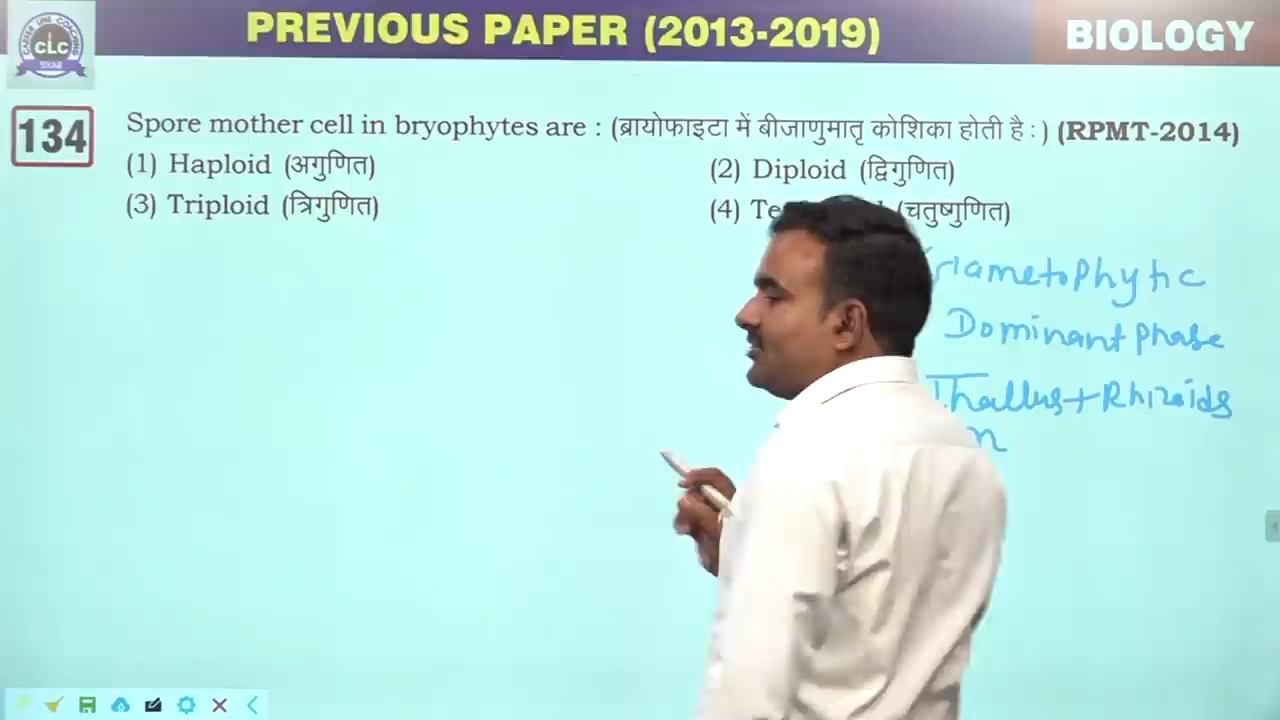 PREVIOUS PAPER (2013-2019)
BIOLOGY
CLC
134
Spore mother cell in bryophytes are : (ब्रायोफाइटा में बीजाणुमातृ कोशिका होती है : ) (RPMT-2014)
(1) Haploid (अगुणित)
(2) Diploid (द्विगुणित)
(3) Triploid (त्रिगुणित)
(4) (चतुष्गुणित)
Dominant phase
Thallus + Rhizoids
n